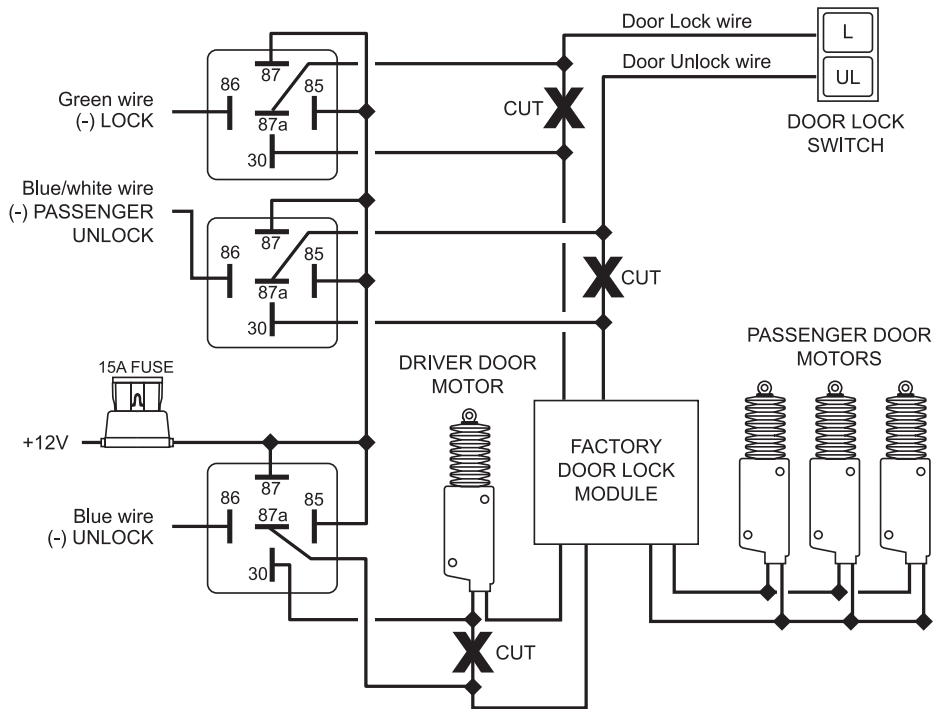 Door Lock wire
L
Door Unlock wire
UL
DOOR LOCK
SWITCH
CUT
87
86
85
87a
30
Green wire
(-) LOCK
Blue/white wire
(-) PASSENGER
UNLOCK
87
86
85
87a
30
CUT
15A FUSE
+12V
DRIVER DOOR
MOTOR
PASSENGER DOOR
MOTORS
FACTORY
DOOR LOCK
MODULE
87
86
85
87a
30
Blue wire
(-) UNLOCK
CUT